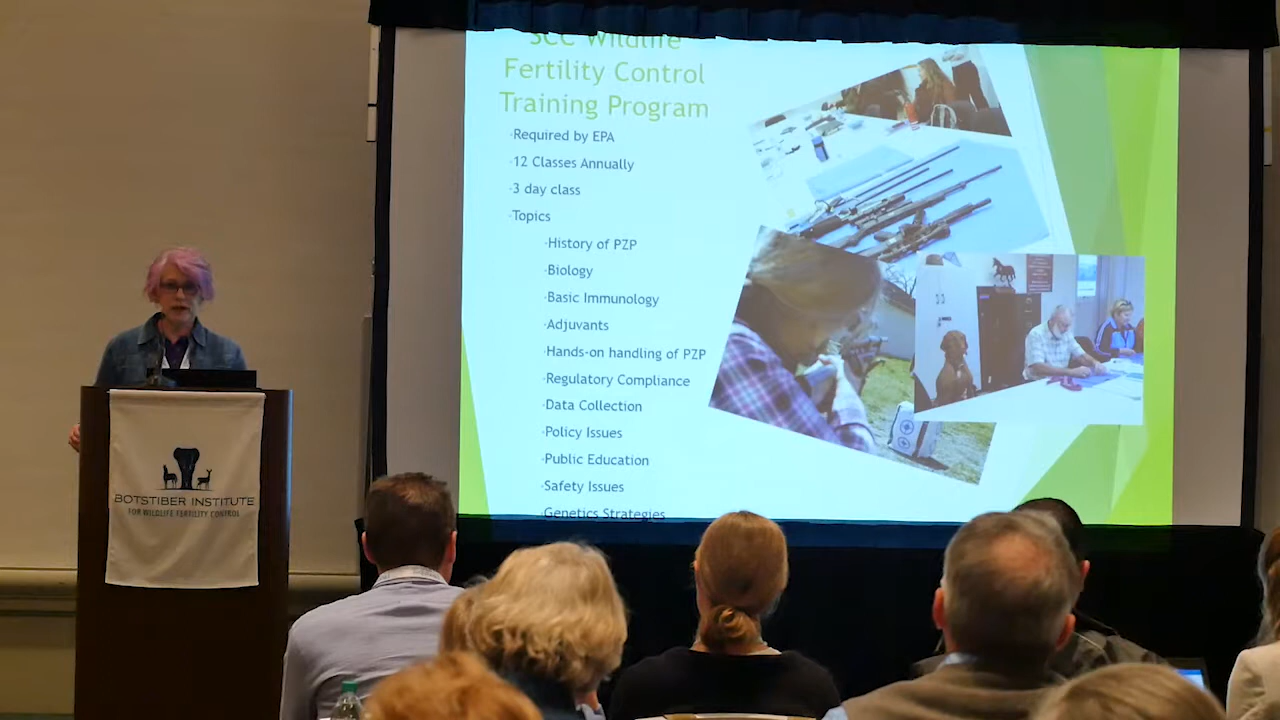 SCC Wildlife
Fertility Control
Training Program
·Required by EPA
·12 Classes Annually
·3 day class
·Topics
·History of PZP
·Biology
·Basic Immunology
·Adjuvants
·Hands-on handling of PZP
·Regulatory Compliance
·Data Collection
·Policy Issues
·Public Education
·Safety Issues
·Genetics Strategies
BOTSTIBER INSTITUTE
FOR WILDLIFE FERTILITY CONTROL